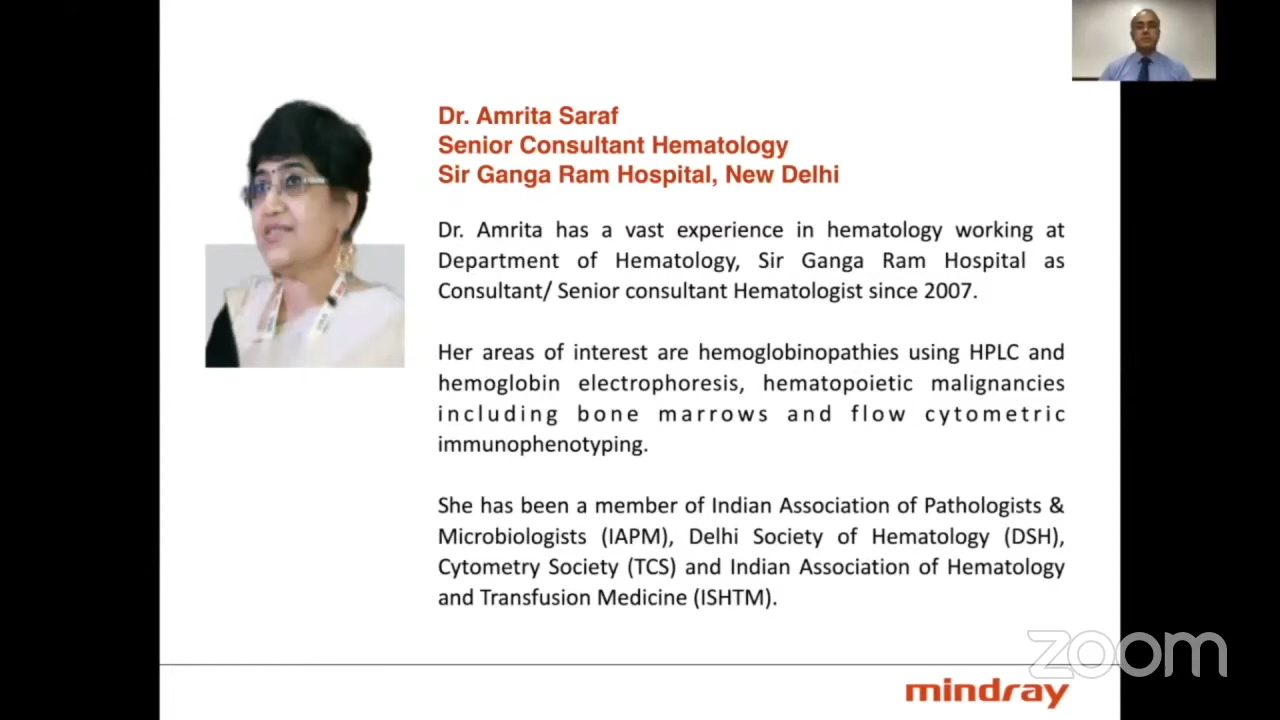 Dr. Amrita Saraf
Senior Consultant Hematology
Sir Ganga Ram Hospital, New Delhi
Dr. Amrita has a vast experience in hematology working at
Department of Hematology, Sir Ganga Ram Hospital as
Consultant/ Senior consultant Hematologist since 2007.
Her areas of interest are hemoglobinopathies using HPLC and
hemoglobin electrophoresis, hematopoietic malignancies
including bone marrows and flow cytometric
immunophenotyping.
She has been a member of Indian Association of Pathologists &
Microbiologists (IAPM), Delhi Society of Hematology (DSH),
Cytometry Society (TCS) and Indian Association of Hematology
and Transfusion Medicine (ISHTM).
zoom
mindray